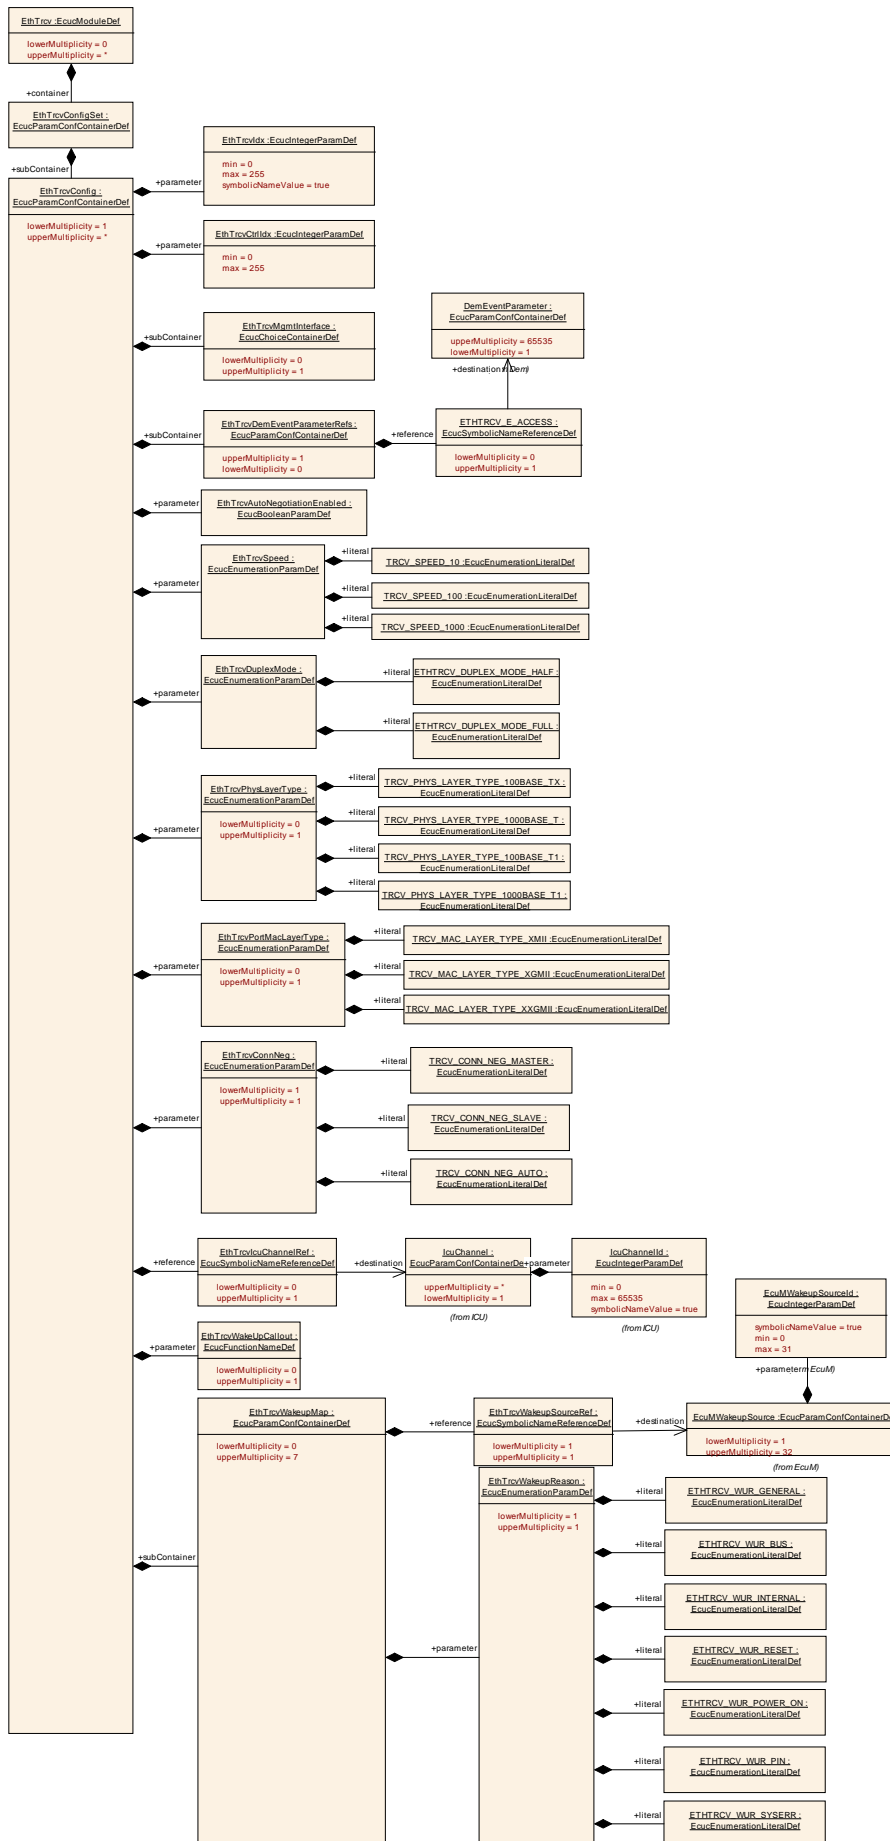 EthTrcv :EcucModuleDef
lowerMultiplicity = 0
upperMultiplicity = *
+container
EthTrcvConfigSet :
EcucParamConfContainerDef
+subContainer
EthTrcvConfig :
EcucParamConfContainerDef
lowerMultiplicity = 1
upperMultiplicity = *
+parameter
EthTrcvIdx :EcucIntegerParamDef
min = 0
max = 255
symbolicNameValue = true
+parameter
EthTrcvCtrlIdx :EcucIntegerParamDef
min = 0
max = 255
+subContainer
EthTrcvMgmtInterface :
EcucChoiceContainerDef
lowerMultiplicity = 0
upperMultiplicity = 1
DemEventParameter :
EcucParamConfContainerDef
upperMultiplicity = 65535
lowerMultiplicity = 1
+destination
+subContainer
EthTrcvDemEventParameterRefs :
EcucParamConfContainerDef
upperMultiplicity = 1
lowerMultiplicity = 0
+reference
ETHTRCV_E_ACCESS :
EcucSymbolicNameReferenceDef
lowerMultiplicity = 0
upperMultiplicity = 1
+parameter
EthTrcvAutoNegotiationEnabled :
EcucBooleanParamDef
+parameter
EthTrcvSpeed :
EcucEnumerationParamDef
+literal
TRCV_SPEED_10 :EcucEnumerationLiteralDef
+literal
TRCV_SPEED_100 :EcucEnumerationLiteralDef
+literal
TRCV_SPEED_1000 :EcucEnumerationLiteralDef
+parameter
EthTrcvDuplexMode :
EcucEnumerationParamDef
+literal
ETHTRCV_DUPLEX_MODE_HALF :
EcucEnumerationLiteralDef
+literal
ETHTRCV_DUPLEX_MODE_FULL :
EcucEnumerationLiteralDef
+parameter
EthTrcvPhysLayerType :
EcucEnumerationParamDef
lowerMultiplicity = 0
upperMultiplicity = 1
+literal
TRCV_PHYS_LAYER_TYPE_100BASE_TX :
EcucEnumerationLiteralDef
+literal
TRCV_PHYS_LAYER_TYPE_1000BASE_T :
EcucEnumerationLiteralDef
+literal
TRCV_PHYS_LAYER_TYPE_100BASE_T1 :
EcucEnumerationLiteralDef
+literal
TRCV_PHYS_LAYER_TYPE_1000BASE_T1 :
EcucEnumerationLiteralDef
+parameter
EthTrcvPortMacLayerType :
EcucEnumerationParamDef
lowerMultiplicity = 0
upperMultiplicity = 1
+literal
TRCV_MAC_LAYER_TYPE_XMII :EcucEnumerationLiteralDef
+literal
TRCV_MAC_LAYER_TYPE_XGMII :EcucEnumerationLiteralDef
+literal
TRCV_MAC_LAYER_TYPE_XXGMII :EcucEnumerationLiteralDef
+parameter
EthTrcvConnNeg :
EcucEnumerationParamDef
lowerMultiplicity = 1
upperMultiplicity = 1
+literal
TRCV_CONN_NEG_MASTER :
EcucEnumerationLiteralDef
+literal
TRCV_CONN_NEG_SLAVE :
EcucEnumerationLiteralDef
+literal
TRCV_CONN_NEG_AUTO :
EcucEnumerationLiteralDef
+reference
EthTrcvIcuChannelRef :
EcucSymbolicNameReferenceDef
lowerMultiplicity = 0
upperMultiplicity = 1
+destination
IcuChannel :
EcucParamConfContainerDe
upperMultiplicity = *
lowerMultiplicity = 1
(from ICU)
+parameter
IcuChannelId :
EcucIntegerParamDef
min = 0
max = 65535
symbolicNameValue = true
(from ICU)
EcuMWakeupSourceId :
EcucIntegerParamDef
symbolicNameValue = true
min = 0
max = 31
+parameter
+parameter
EthTrcvWakeUpCallout :
EcucFunctionNameDef
lowerMultiplicity = 0
upperMultiplicity = 1
+subContainer
EthTrcvWakeupMap :
EcucParamConfContainerDef
lowerMultiplicity = 0
upperMultiplicity = 7
+reference
EthTrcvWakeupSourceRef :
EcucSymbolicNameReferenceDef
lowerMultiplicity = 1
upperMultiplicity = 1
+destination
EcuMWakeupSource :EcucParamConfContainerDe
lowerMultiplicity = 1
upperMultiplicity = 32
(from EcuM)
+parameter
EthTrcvWakeupReason :
EcucEnumerationParamDef
lowerMultiplicity = 1
upperMultiplicity = 1
+literal
ETHTRCV_WUR_GENERAL :
EcucEnumerationLiteralDef
+literal
ETHTRCV_WUR_BUS :
EcucEnumerationLiteralDef
+literal
ETHTRCV_WUR_INTERNAL :
EcucEnumerationLiteralDef
+literal
ETHTRCV_WUR_RESET :
EcucEnumerationLiteralDef
+literal
ETHTRCV_WUR_POWER_ON :
EcucEnumerationLiteralDef
+literal
ETHTRCV_WUR_PIN :
EcucEnumerationLiteralDef
+literal
ETHTRCV_WUR_SYSERR :
EcucEnumerationLiteralDef